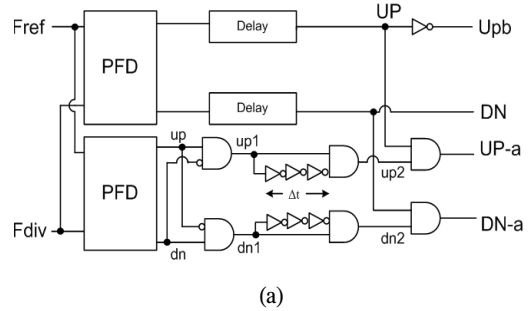 UP
Fref
Delay
Upb
PFD
Delay
DN
up
up1
UP-a
PFD
up2
Δt
Fdiv
dn
dn1
dn2
DN-a
(a)